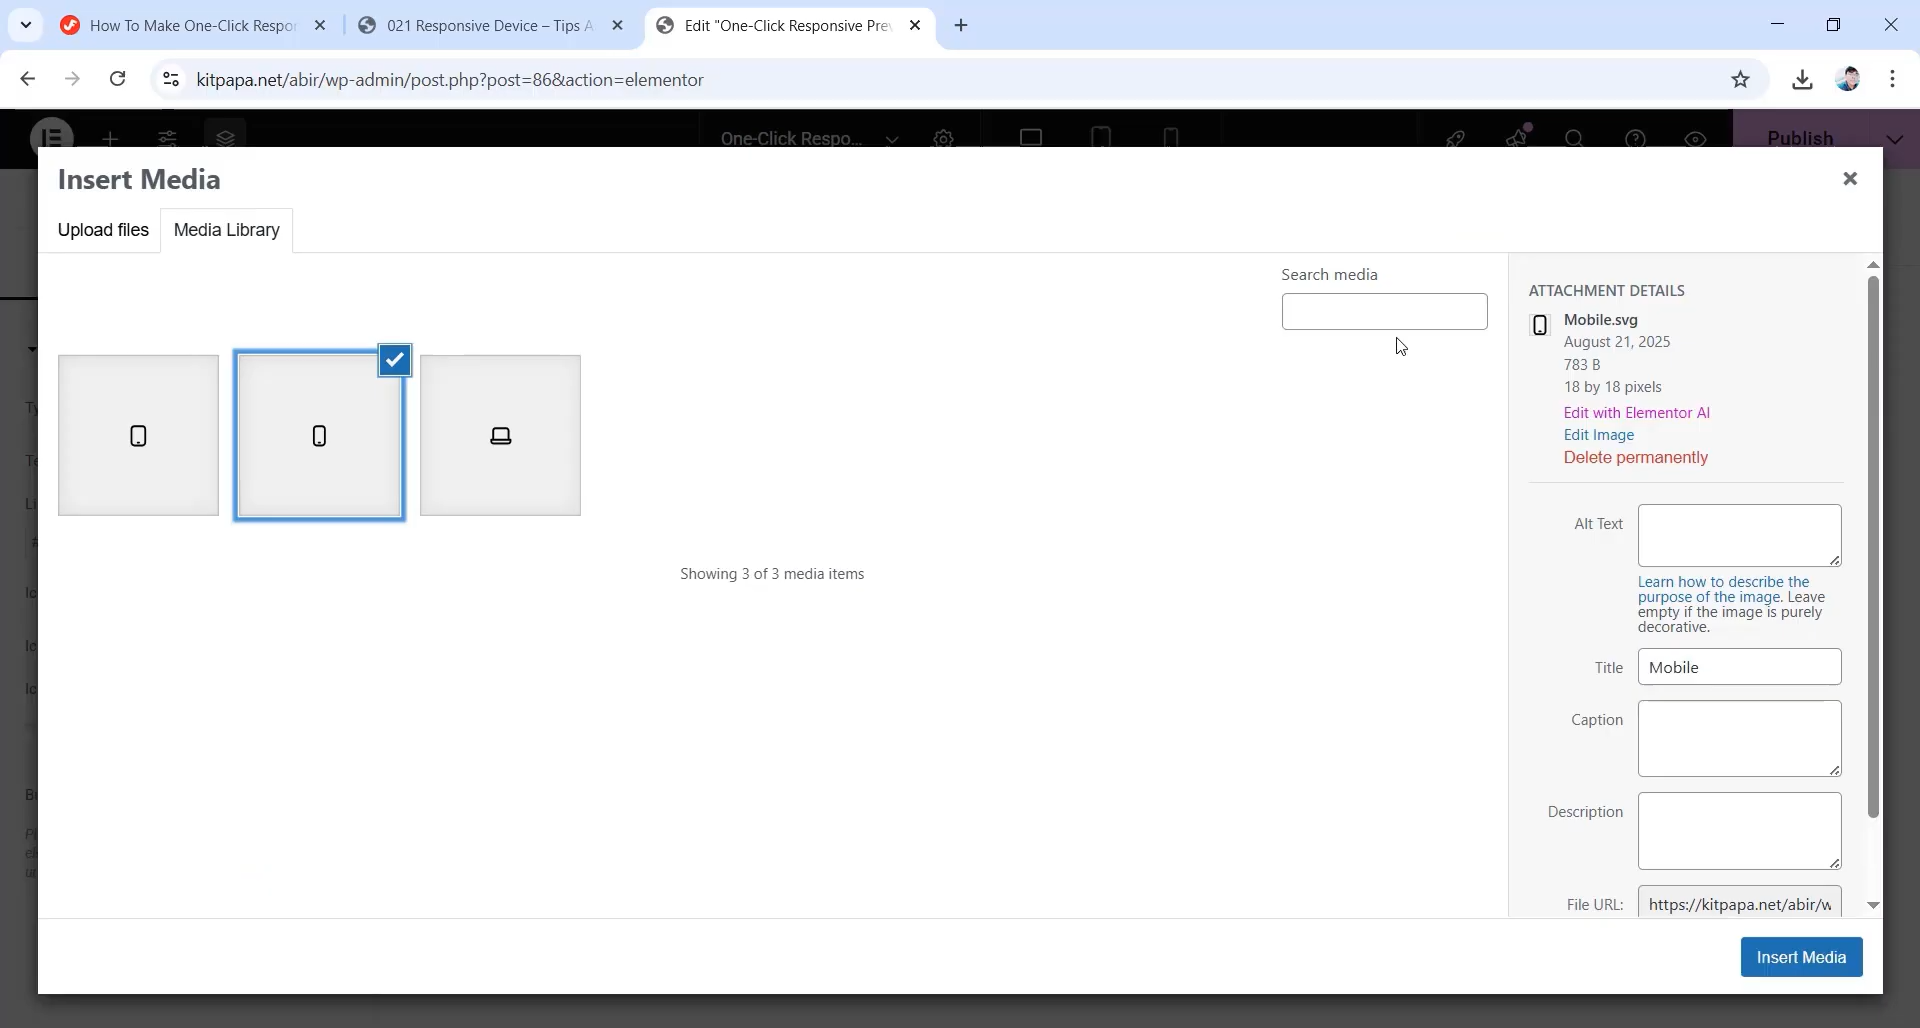 How To Make One-Click Respon
021 Responsive Device – Tips A
Edit "One-Click Responsive Prev
kitpapa.net/abir/wp-admin/post.php?post=86&action=elementor
One-Click Respo...
Publish
Insert Media
Upload files
Media Library
Search media
ATTACHMENT DETAILS
Mobile.svg
August 21, 2025
783 B
18 by 18 pixels
Edit with Elementor AI
Edit Image
Delete permanently
Alt Text
Learn how to describe the
purpose of the image. Leave
empty if the image is purely
decorative.
Title
Mobile
Caption
Description
File URL:
https://kitpapa.net/abir/w
Showing 3 of 3 media items
Insert Media